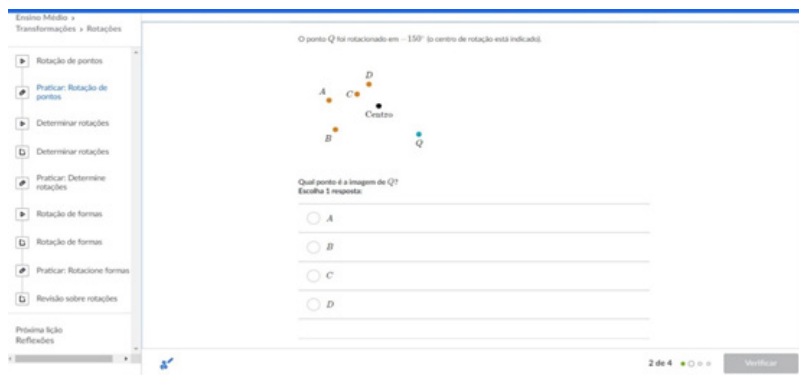 Ensino Médio >
Transformações > Rotações
Rotação de pontos
Praticar: Rotação de
pontos
Determinar rotações
Determinar rotações
Praticar: Determine
rotações
Rotação de formas
Rotação de formas
Praticar: Rotacione formas
Revisão sobre rotações
Próxima lição
Reflexões
O ponto Q foi rotacionado em −150° (o centro de rotação está indicado).
D
A
C
Centro
B
Q
Qual ponto é a imagem de Q?
Escolha 1 resposta:
A
B
C
D
2 de 4
Verificar